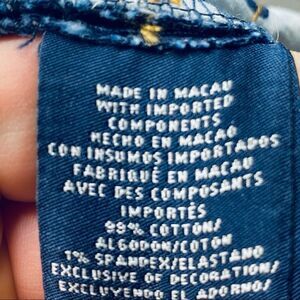 MADE IN MACAU
WITH IMPORTED
COMPONENTS
HECHO EN MACAO
CON INSUMOS IMPORTADOS
FABRIQUÉ EN MACAU
AVEC DES COMPOSANTS
IMPORTÉS
99% COTTON/
ALGODON/COTON
1% SPANDEX/ELASTANO
EXCLUSIVE OF DECORATION/
EXCLUYENDO EL ADORNO/